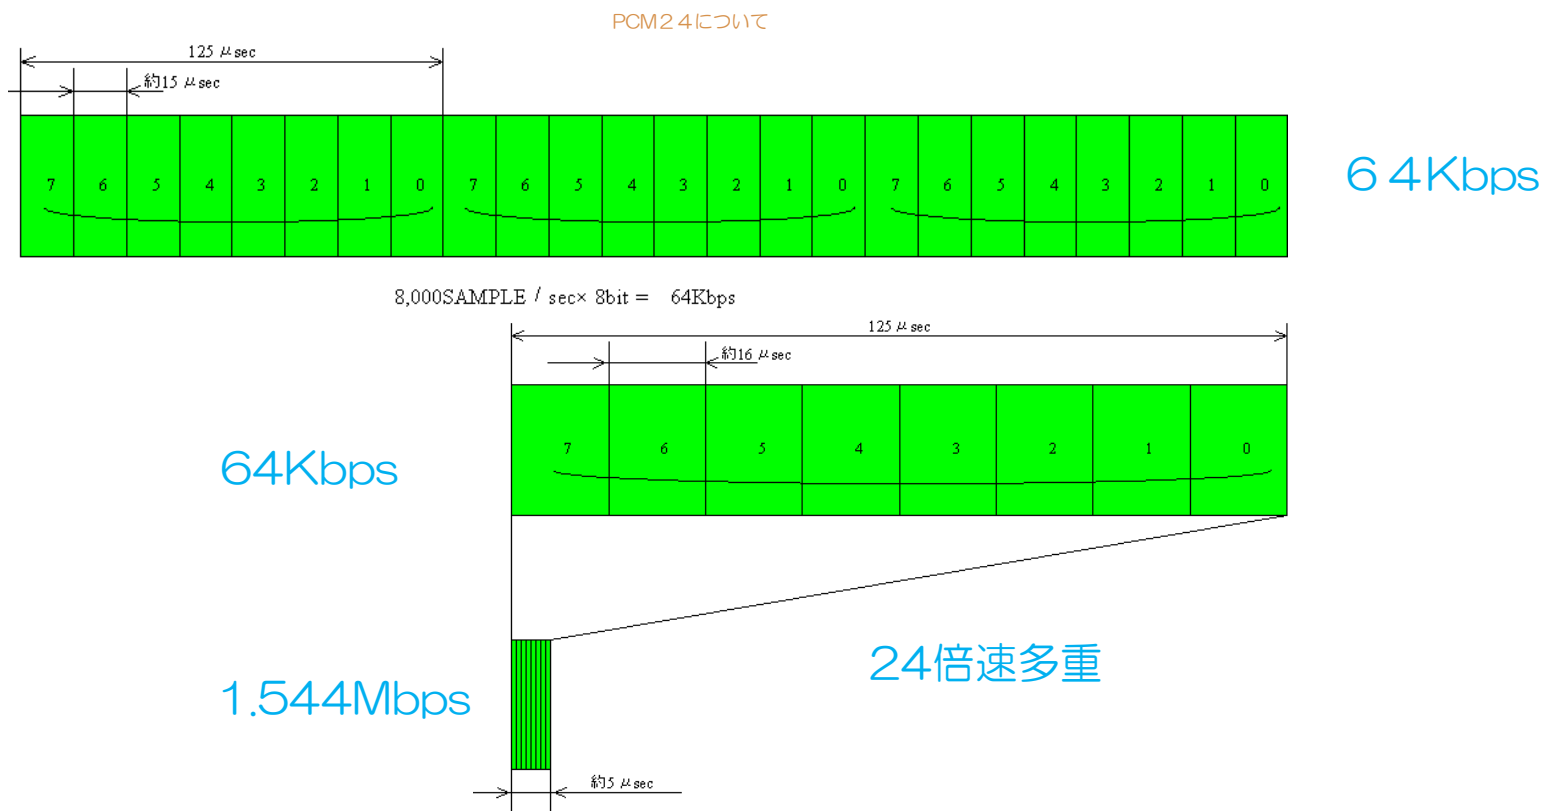 PCM24について
125 μsec
約15 μsec
7 6 5 4 3 2 1 0 7 6 5 4 3 2 1 0 7 6 5 4 3 2 1 0
64Kbps
8,000SAMPLE / sec× 8bit = 64Kbps
125 μsec
約16 μsec
7 6 5 4 3 2 1 0
64Kbps
24倍速多重
1.544Mbps
約5 μsec